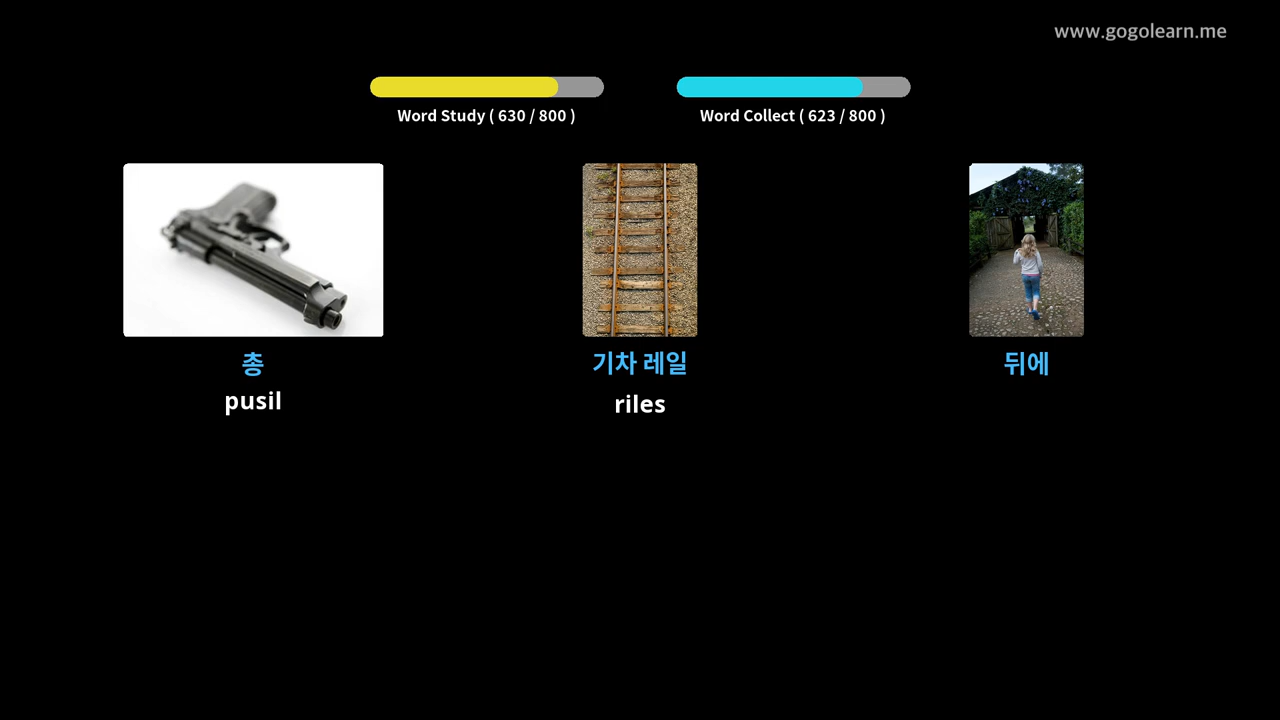 www.gogolearn.me
Word Study ( 630 / 800 )
Word Collect ( 623 / 800 )
총
pusil
기차 레일
riles
뒤에